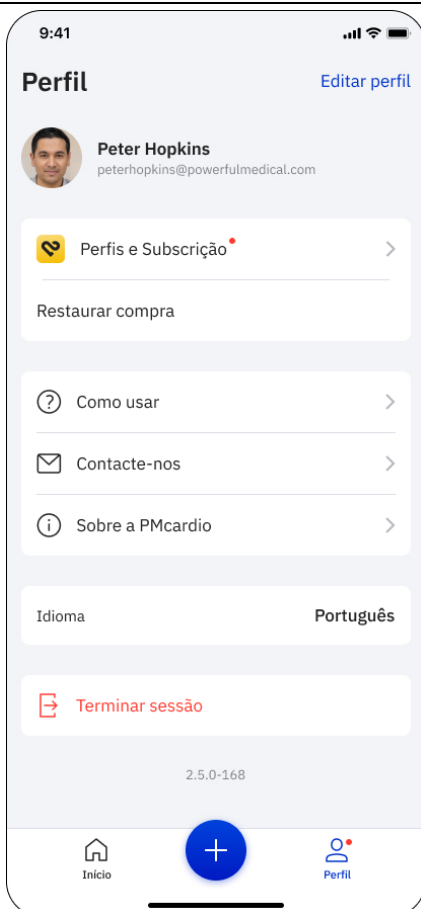 9:41
Perfil
Editar perfil
Peter Hopkins
peterhopkins@powerfulmedical.com
Perfis e Subscrição
Restaurar compra
Como usar
Contacte-nos
Sobre a PMcardio
Idioma
Português
Terminar sessão
2.5.0-168
Início
Perfil